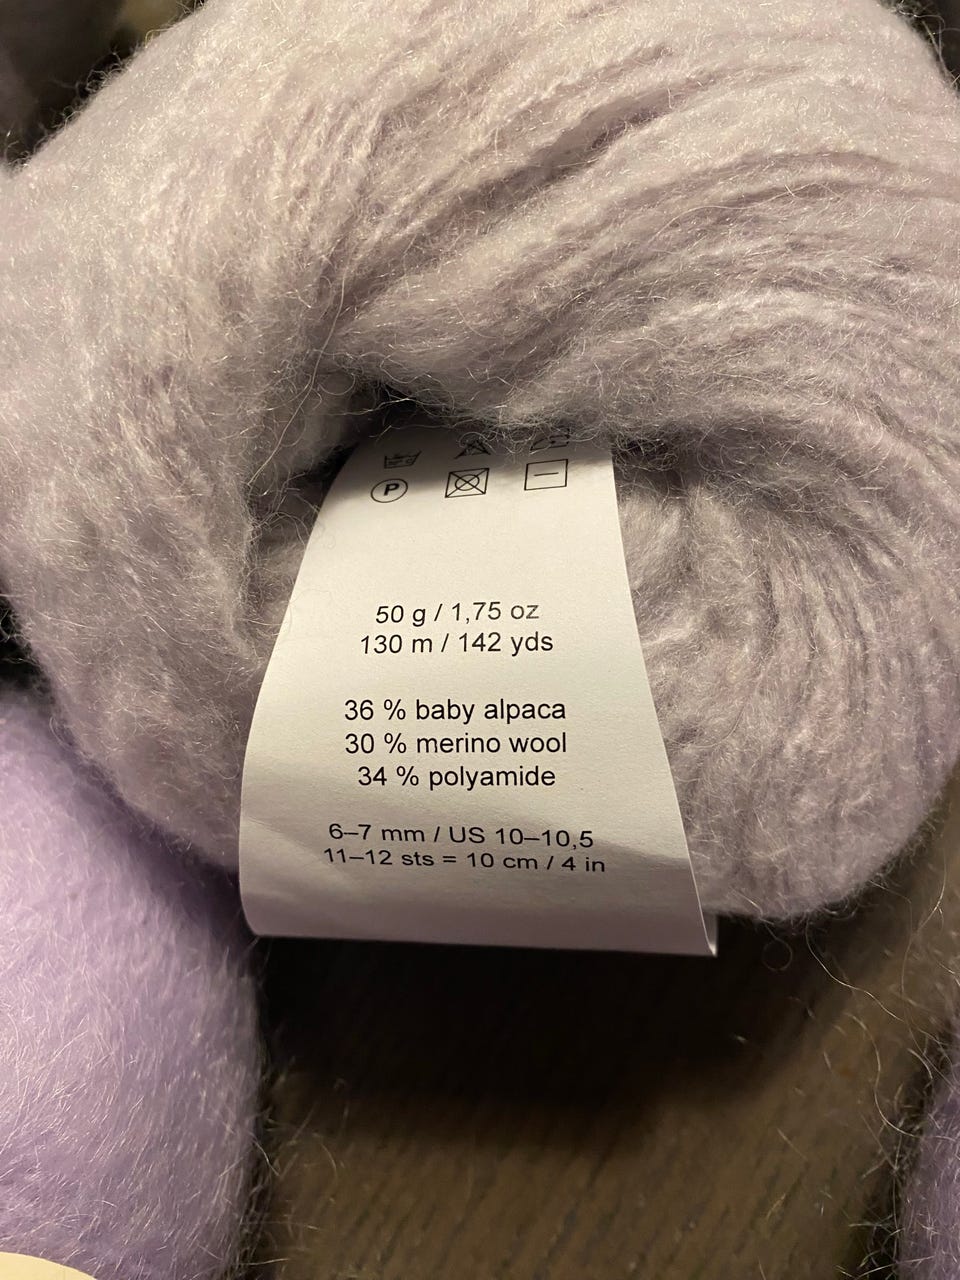 P
50 g / 1,75 oz
130 m / 142 yds
36 % baby alpaca
30 % merino wool
34 % polyamide
6–7 mm / US 10–10,5
11–12 sts = 10 cm / 4 in